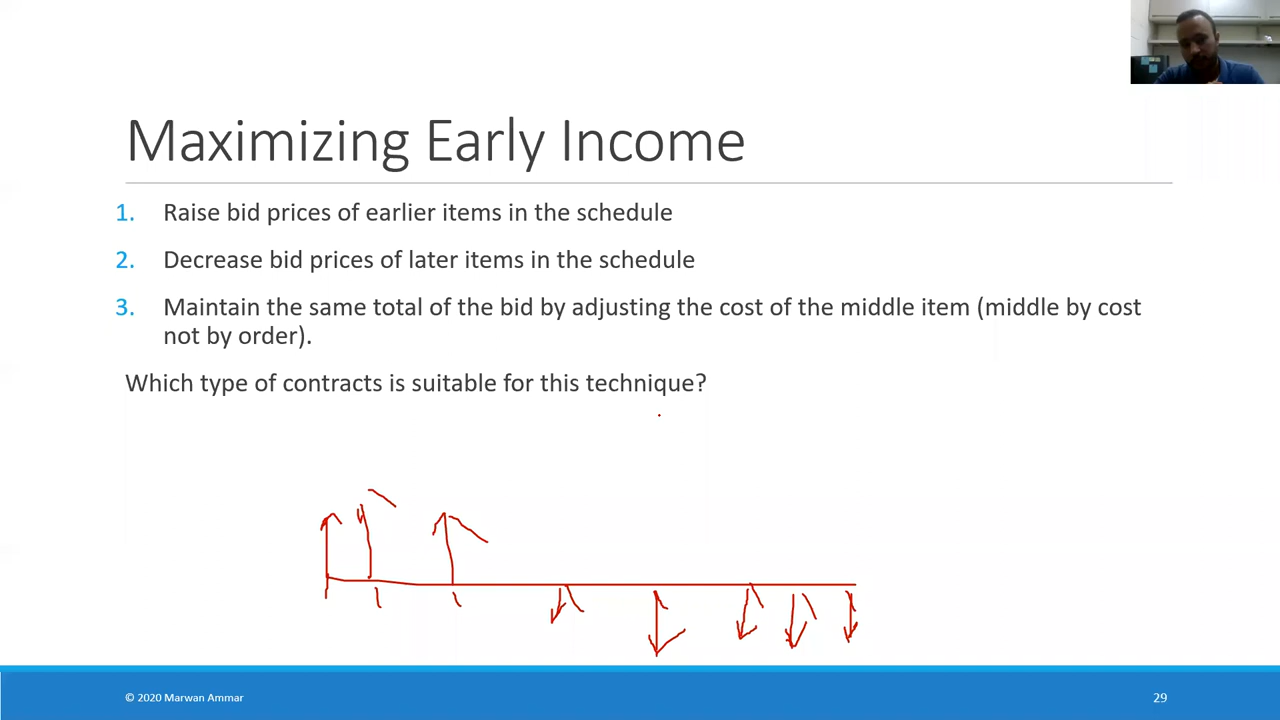 Maximizing Early Income
1. Raise bid prices of earlier items in the schedule
2. Decrease bid prices of later items in the schedule
3. Maintain the same total of the bid by adjusting the cost of the middle item (middle by cost
not by order).
Which type of contracts is suitable for this technique?
© 2020 Marwan Ammar
29